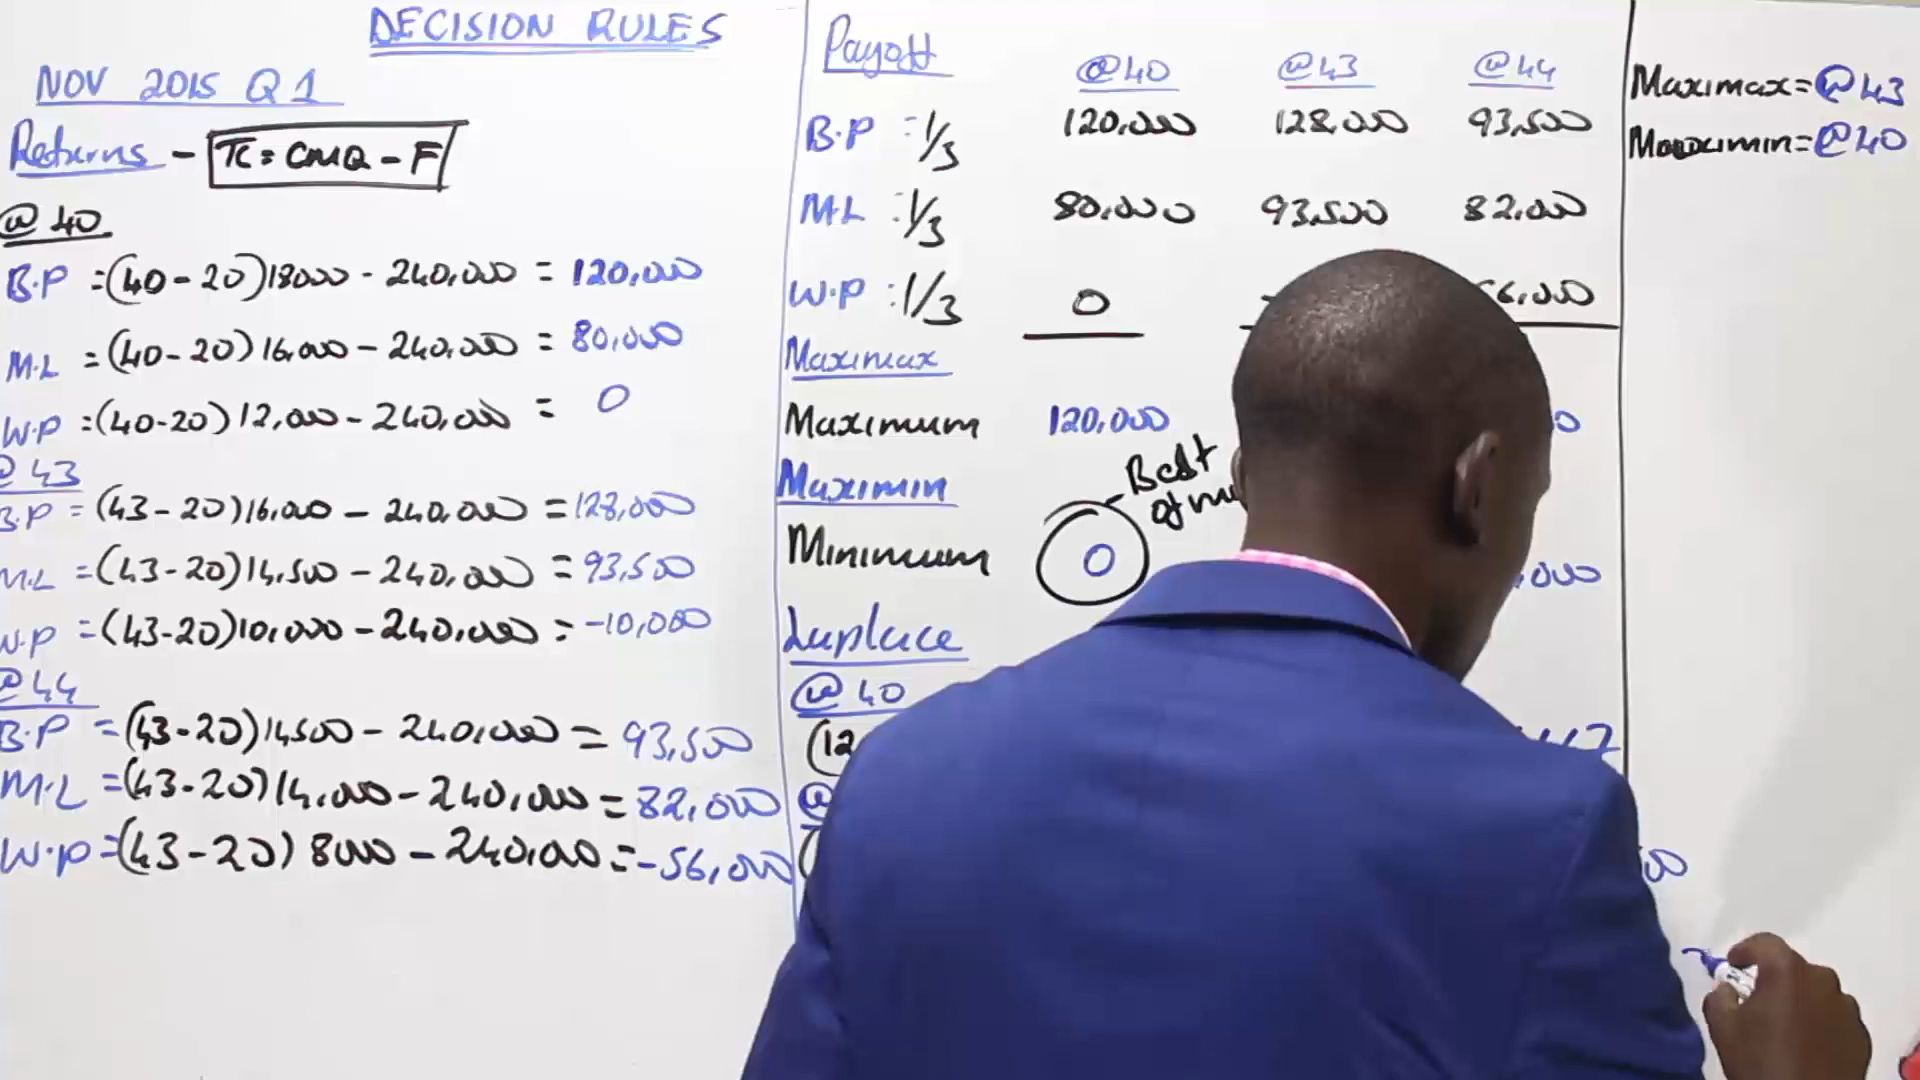 DECISION RULES
NOV 2015 Q1
Returns - π = CMQ - F
@ 40
B.P = (40-20)18000 - 240,000 = 120,000
M.L = (40-20)16,000 - 240,000 = 80,000
W.P = (40-20)12,000 - 240,000 = 0
@ 43
B.P = (43-20)16,000 - 240,000 = 128,000
M.L = (43-20)14,500 - 240,000 = 93,500
W.P = (43-20)10,000 - 240,000 = -10,000
@ 44
B.P = (43-20)14500 - 240,000 = 93,500
M.L = (43-20)14,000 - 240,000 = 82,000
W.P = (43-20) 8000 - 240,000 = -56,000
Payoff
@40 @43 @44
B.P : 1/3 120,000 128,000 93,500
M.L : 1/3 80,000 93,500 82,000
W.P : 1/3 0 56,000
Maximax
Maximum 120,000
Maximin
Best
of
Minimum 0
Laplace
@ 40
(12
Maximax = @ 43
Maximin = @ 40